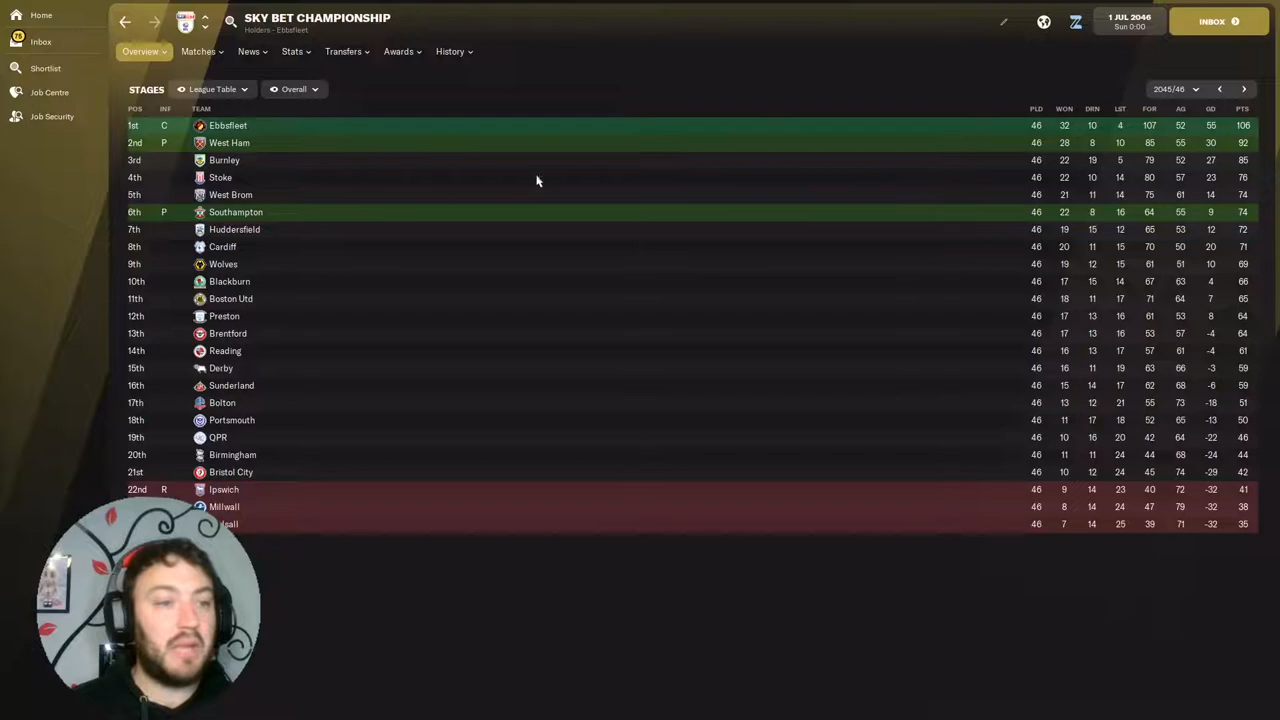 Home
SKY BET CHAMPIONSHIP
Holders - Ebbsfleet
1 JUL 2046
Sun 0:00
INBOX
76
Inbox
Overview Matches News Stats Transfers Awards History
Shortlist
Job Centre
Job Security
STAGES League Table Overall 2045/46
POS INF TEAM PLD WON DRN LST FOR AG GD PTS
1st C Ebbsfleet 46 32 10 4 107 52 55 106
2nd P West Ham 46 28 8 10 85 55 30 92
3rd Burnley 46 22 19 5 79 52 27 85
4th Stoke 46 22 10 14 80 57 23 76
5th West Brom 46 21 11 14 75 61 14 74
6th P Southampton 46 22 8 16 64 55 9 74
7th Huddersfield 46 19 15 12 65 53 12 72
8th Cardiff 46 20 11 15 70 50 20 71
9th Wolves 46 19 12 15 61 51 10 69
10th Blackburn 46 17 15 14 67 63 4 66
11th Boston Utd 46 18 11 17 71 64 7 65
12th Preston 46 17 13 16 61 53 8 64
13th Brentford 46 17 13 16 53 57 -4 64
14th Reading 46 16 13 17 57 61 -4 61
15th Derby 46 16 11 19 63 66 -3 59
16th Sunderland 46 15 14 17 62 68 -6 59
17th Bolton 46 13 12 21 55 73 -18 51
18th Portsmouth 46 11 17 18 52 65 -13 50
19th QPR 46 10 16 20 42 64 -22 46
20th Birmingham 46 11 11 24 44 68 -24 44
21st Bristol City 46 10 12 24 45 74 -29 42
22nd R Ipswich 46 9 14 23 40 72 -32 41
Millwall 46 8 14 24 47 79 -32 38
46 7 14 25 39 71 -32 35